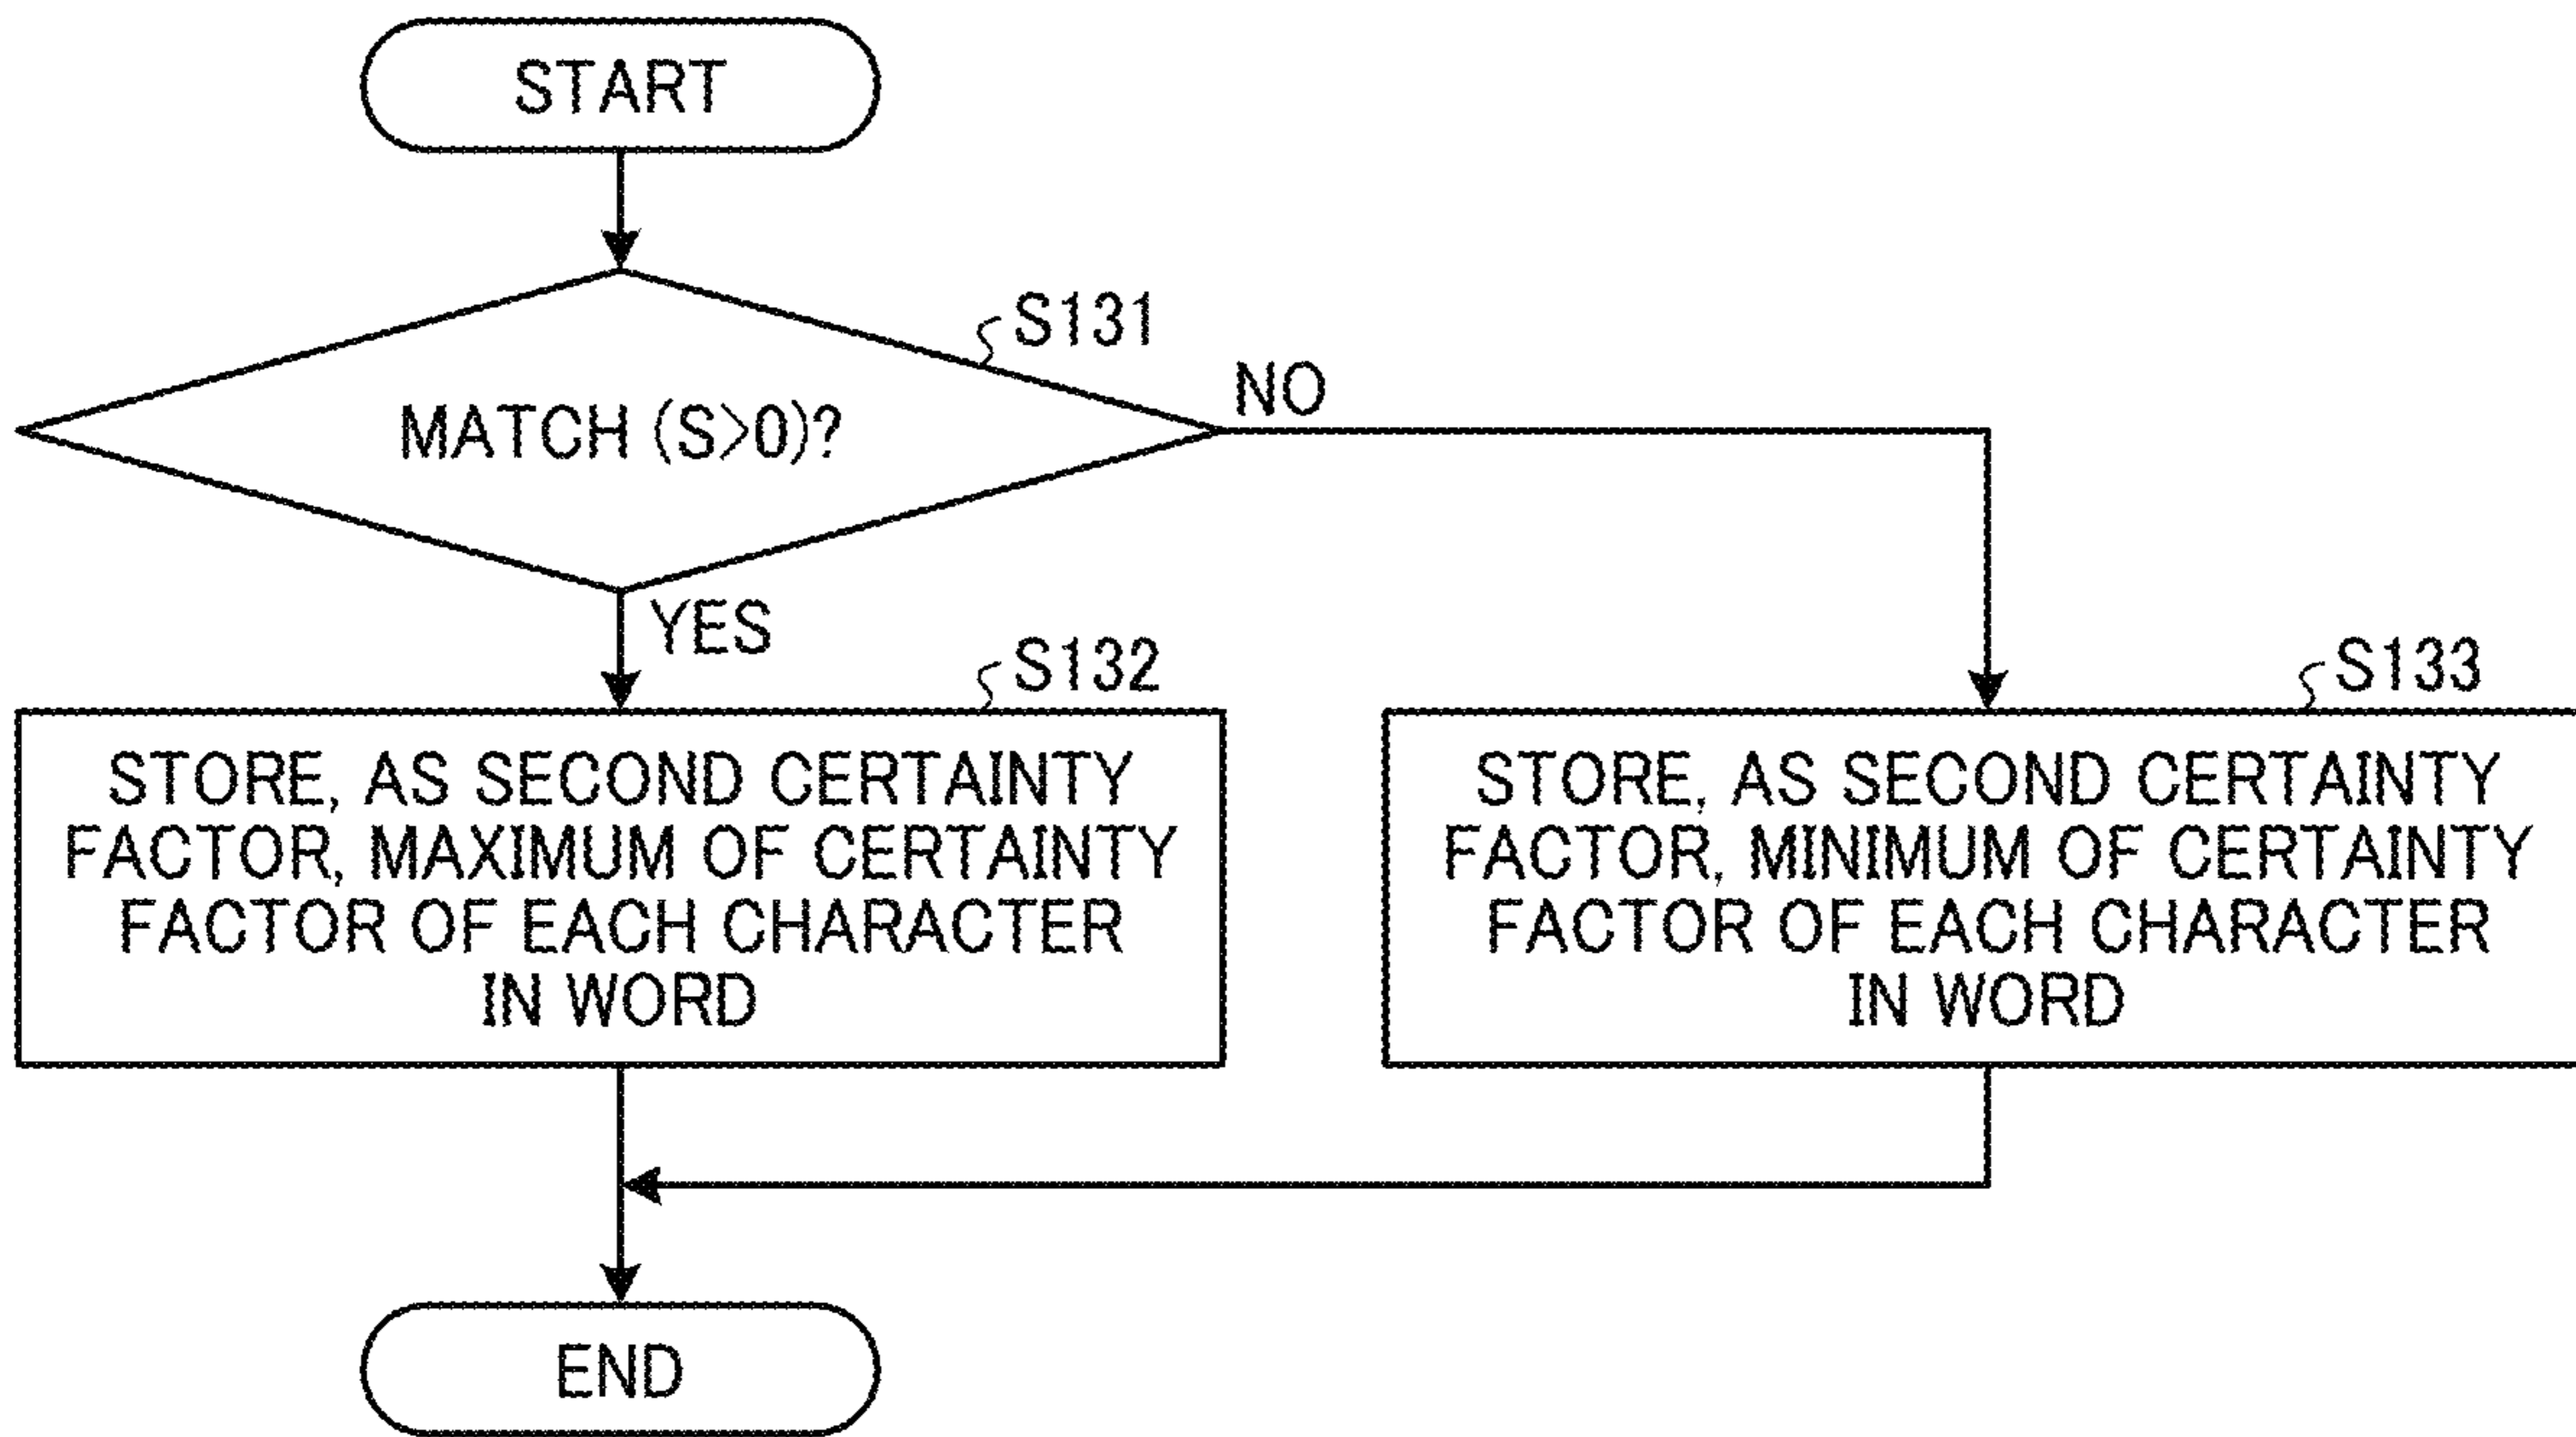 START
S131
MATCH (S>0)?
NO
YES
S132
STORE, AS SECOND CERTAINTY
FACTOR, MAXIMUM OF CERTAINTY
FACTOR OF EACH CHARACTER
IN WORD
S133
STORE, AS SECOND CERTAINTY
FACTOR, MINIMUM OF CERTAINTY
FACTOR OF EACH CHARACTER
IN WORD
END